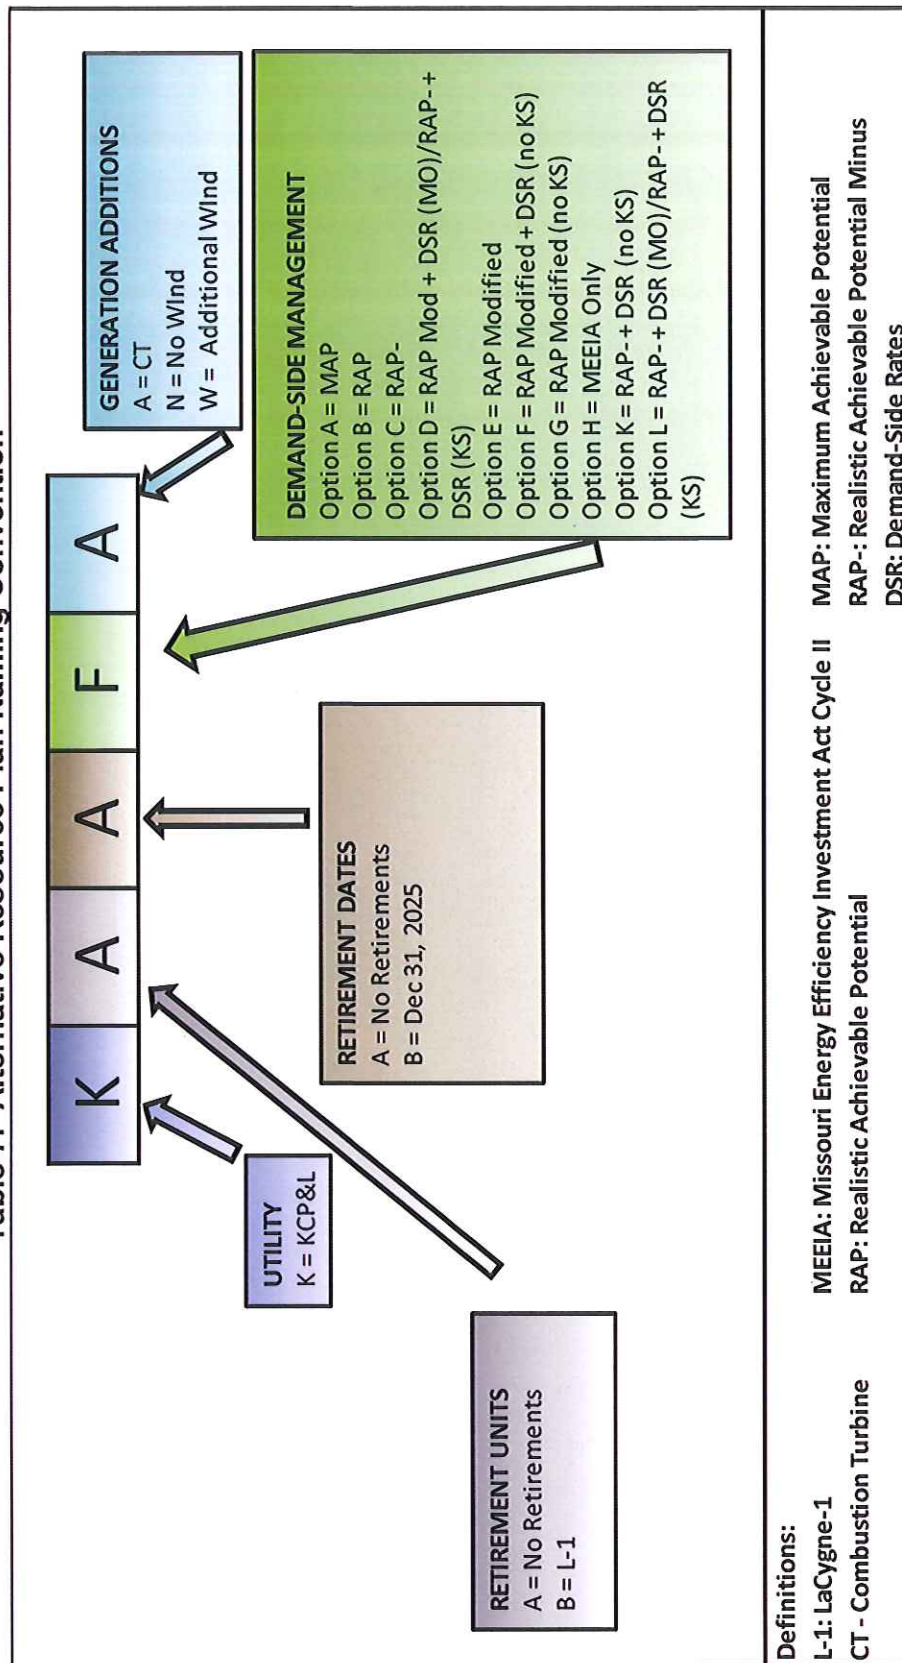 Table Alternative Resource Plan Naming Convention
K A A F A
GENERATION ADDITIONS
A = CT
N = No WInd
W = Additional WInd
UTILITY
K = KCP&L
DEMAND-SIDE MANAGEMENT
Option A = MAP
Option B = RAP
Option C = RAP-
Option D = RAP Mod + DSR (MO)/RAP- +
DSR (KS)
Option E = RAP Modified
Option F = RAP Modified + DSR (no KS)
Option G = RAP Modified (no KS)
Option H = MEEIA Only
Option K = RAP- + DSR (no KS)
Option L = RAP- + DSR (MO)/RAP- + DSR
(KS)
RETIREMENT DATES
A = No Retirements
B = Dec 31, 2025
RETIREMENT UNITS
A = No Retirements
B = L-1
Definitions:
L-1: LaCygne-1
CT - Combustion Turbine
MEEIA: Missouri Energy Efficiency Investment Act Cycle II
RAP: Realistic Achievable Potential
MAP: Maximum Achievable Potential
RAP-: Realistic Achievable Potential Minus
DSR: Demand-Side Rates